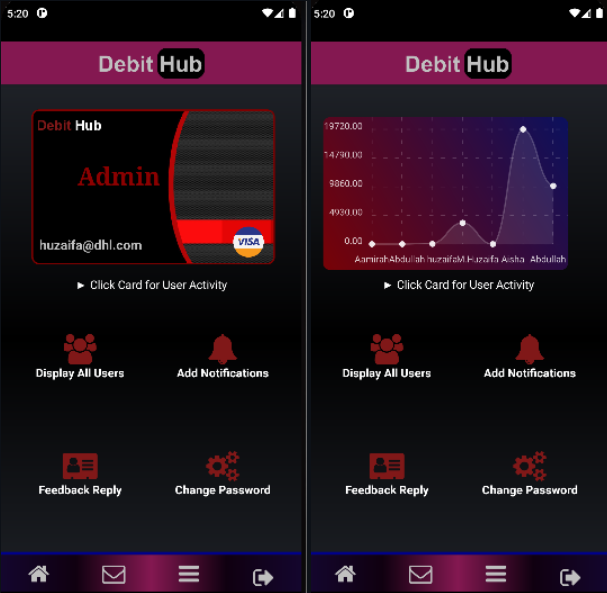 5:20
Debit Hub
Debit Hub
Admin
huzaifa@dhl.com
VISA
► Click Card for User Activity
Display All Users
Add Notifications
Feedback Reply
Change Password
5:20
Debit Hub
19720.00
14790.00
9860.00
4930.00
0.00
Aamirah Abdullah huzaifa M.Huzaifa Aisha Abdullah
► Click Card for User Activity
Display All Users
Add Notifications
Feedback Reply
Change Password